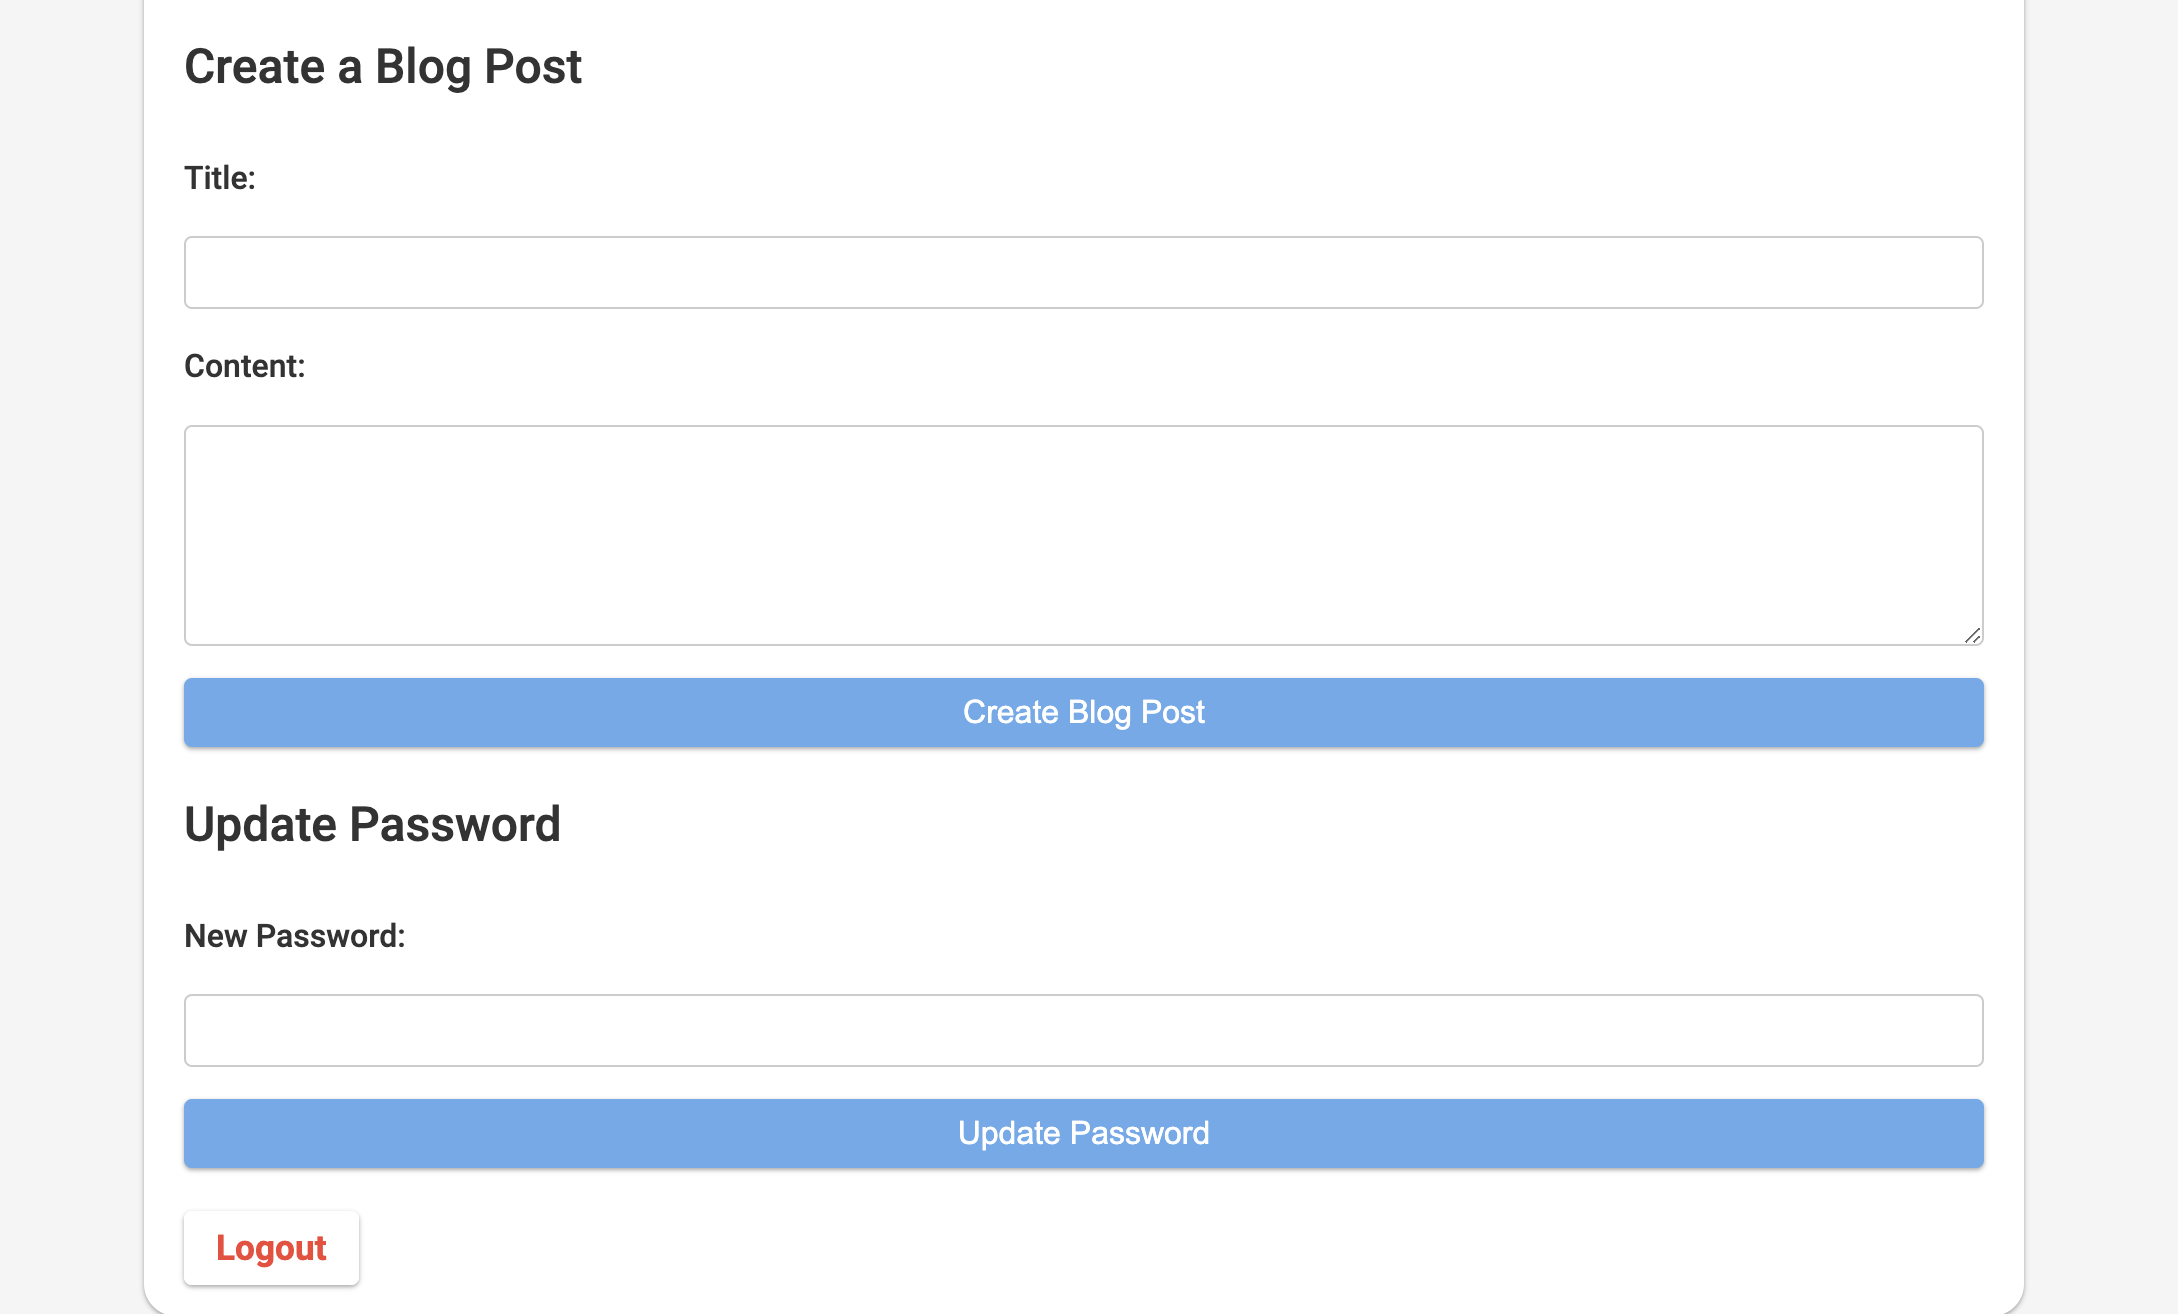 Create a Blog Post
Title:
Content:
Create Blog Post
Update Password
New Password:
Update Password
Logout